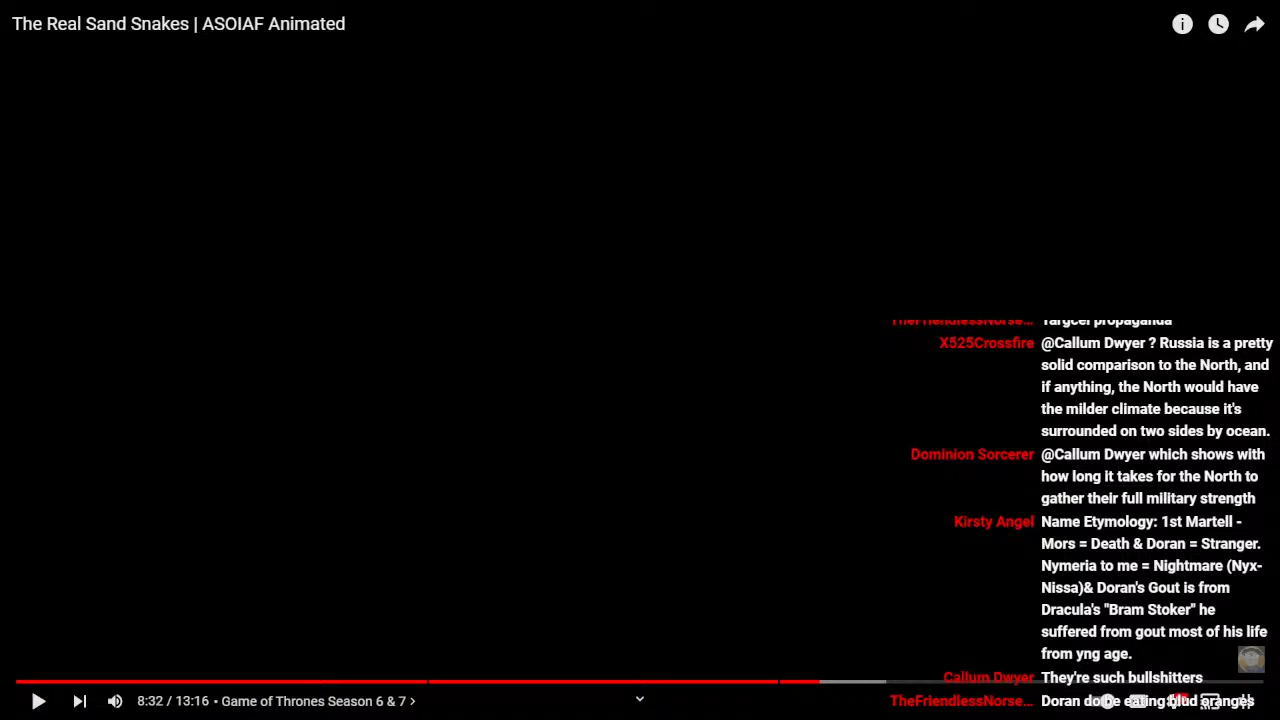 The Real Sand Snakes | ASOIAF Animated
TheFriendlessNorse... Targcel propaganda
X525Crossfire @Callum Dwyer ? Russia is a pretty
solid comparison to the North, and
if anything, the North would have
the milder climate because it's
surrounded on two sides by ocean.
Dominion Sorcerer @Callum Dwyer which shows with
how long it takes for the North to
gather their full military strength
Kirsty Angel Name Etymology: 1st Martell -
Mors = Death & Doran = Stranger.
Nymeria to me = Nightmare (Nyx-
Nissa)& Doran's Gout is from
Dracula's "Bram Stoker" he
suffered from gout most of his life
from yng age.
Callum Dwyer They're such bullshitters
8:32 / 13:16 • Game of Thrones Season 6 & 7 >
TheFriendlessNorse... Doran eating blud oranges